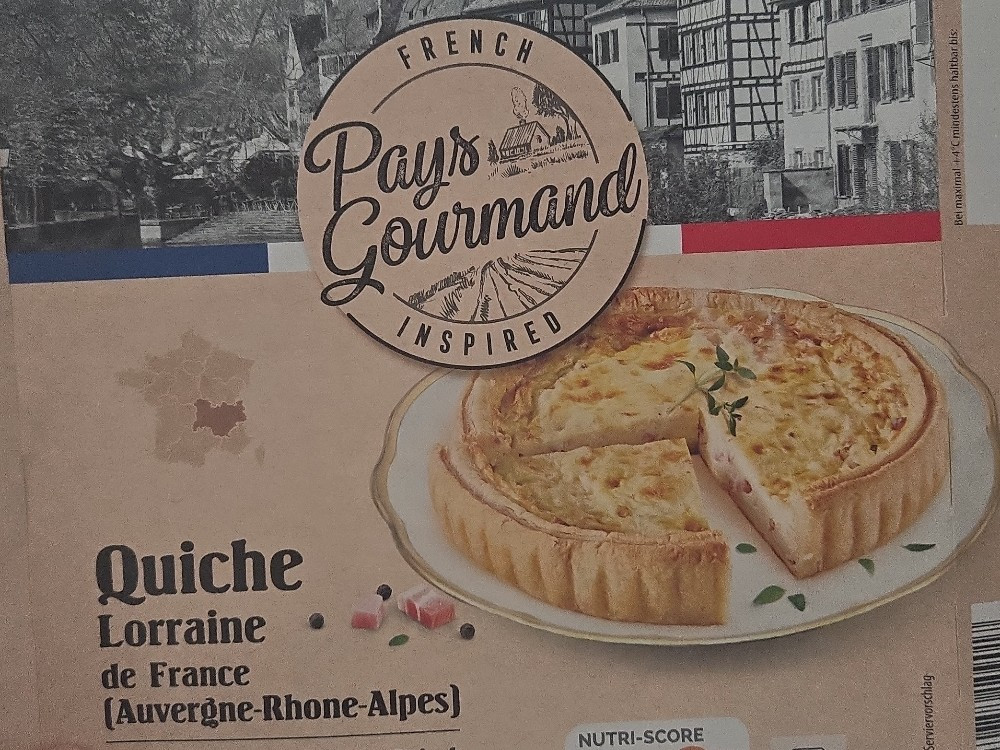 FRENCH
Pays
Gourmand
INSPIRED
Bei maximal +4°C mindestens haltbar bis:
Quiche
Lorraine
de France
(Auvergne-Rhone-Alpes)
NUTRI-SCORE
Serviervorschlag